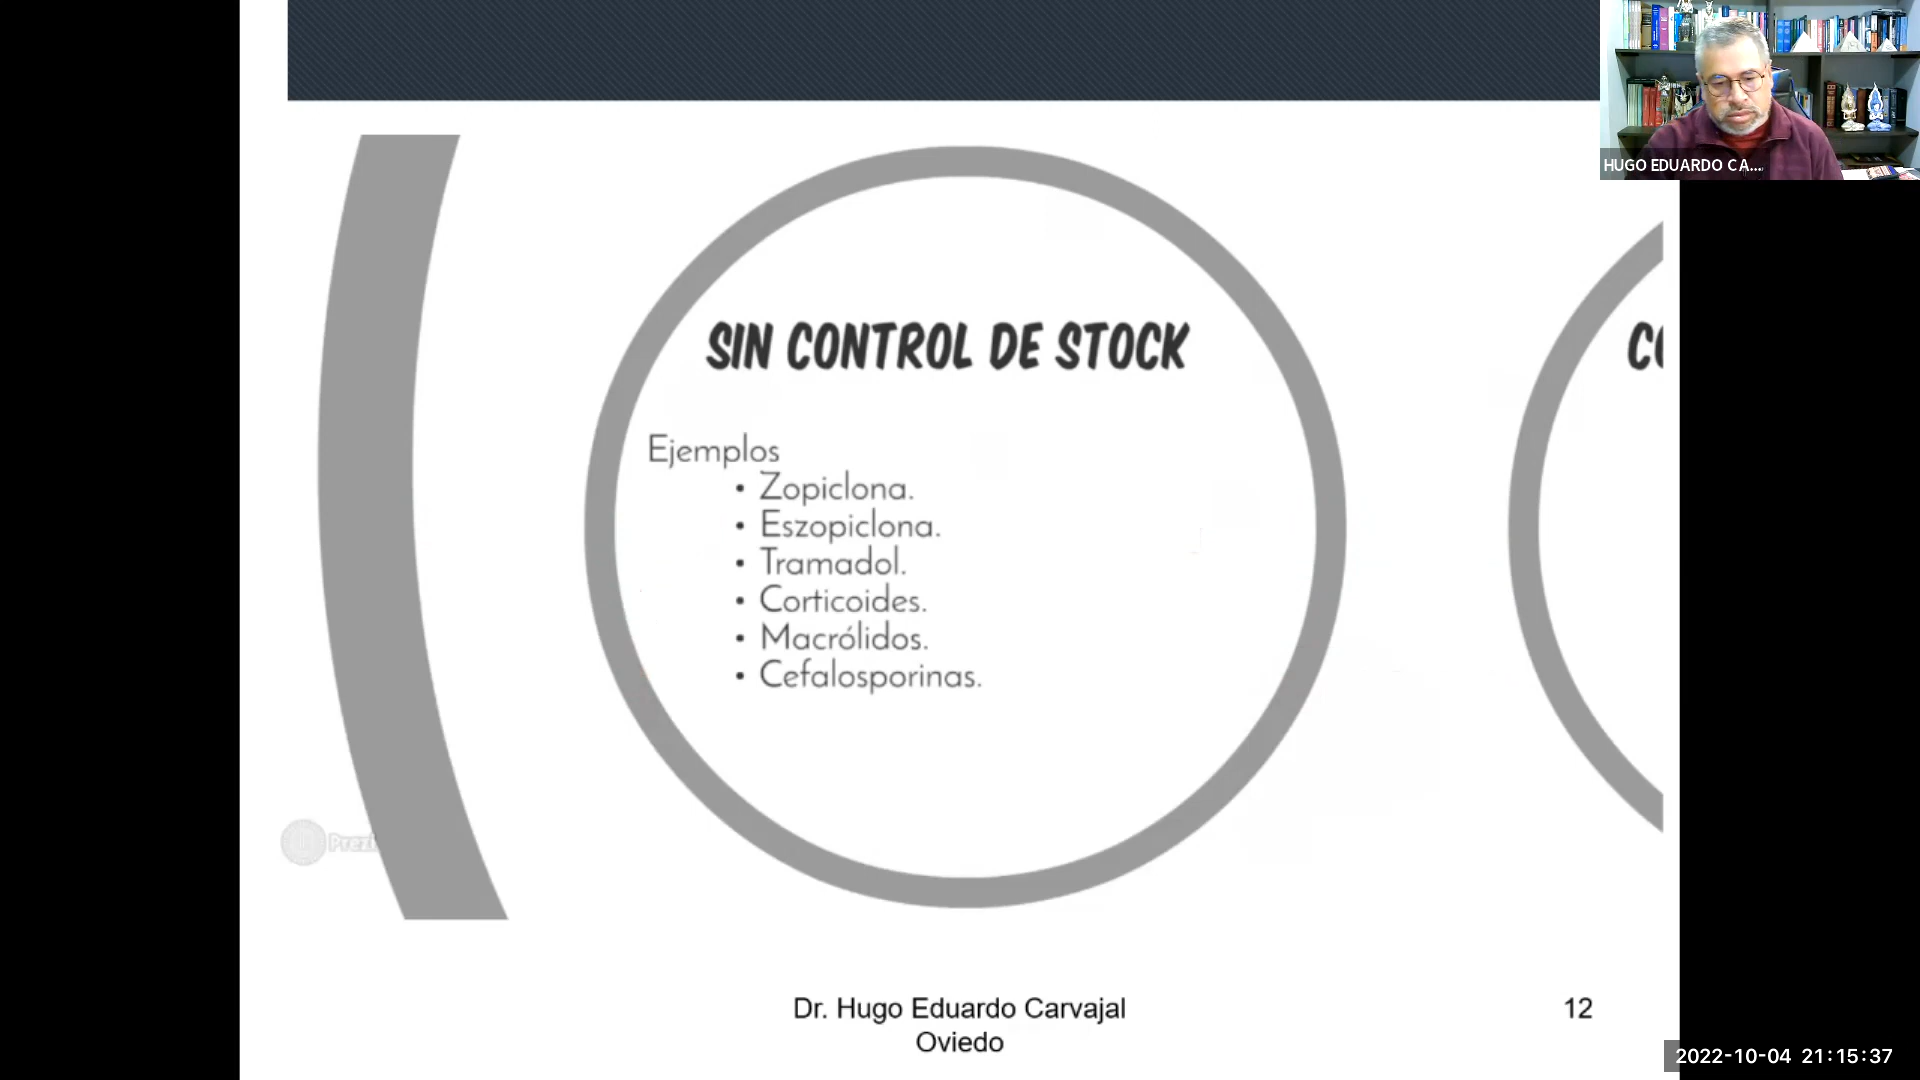 HUGO EDUARDO CA...
SIN CONTROL DE STOCK
Ejemplos
• Zopiclona.
• Eszopiclona.
• Tramadol.
• Corticoides.
• Macrólidos.
• Cefalosporinas.
Prezi
Dr. Hugo Eduardo Carvajal
Oviedo
12
2022-10-04 21:15:37